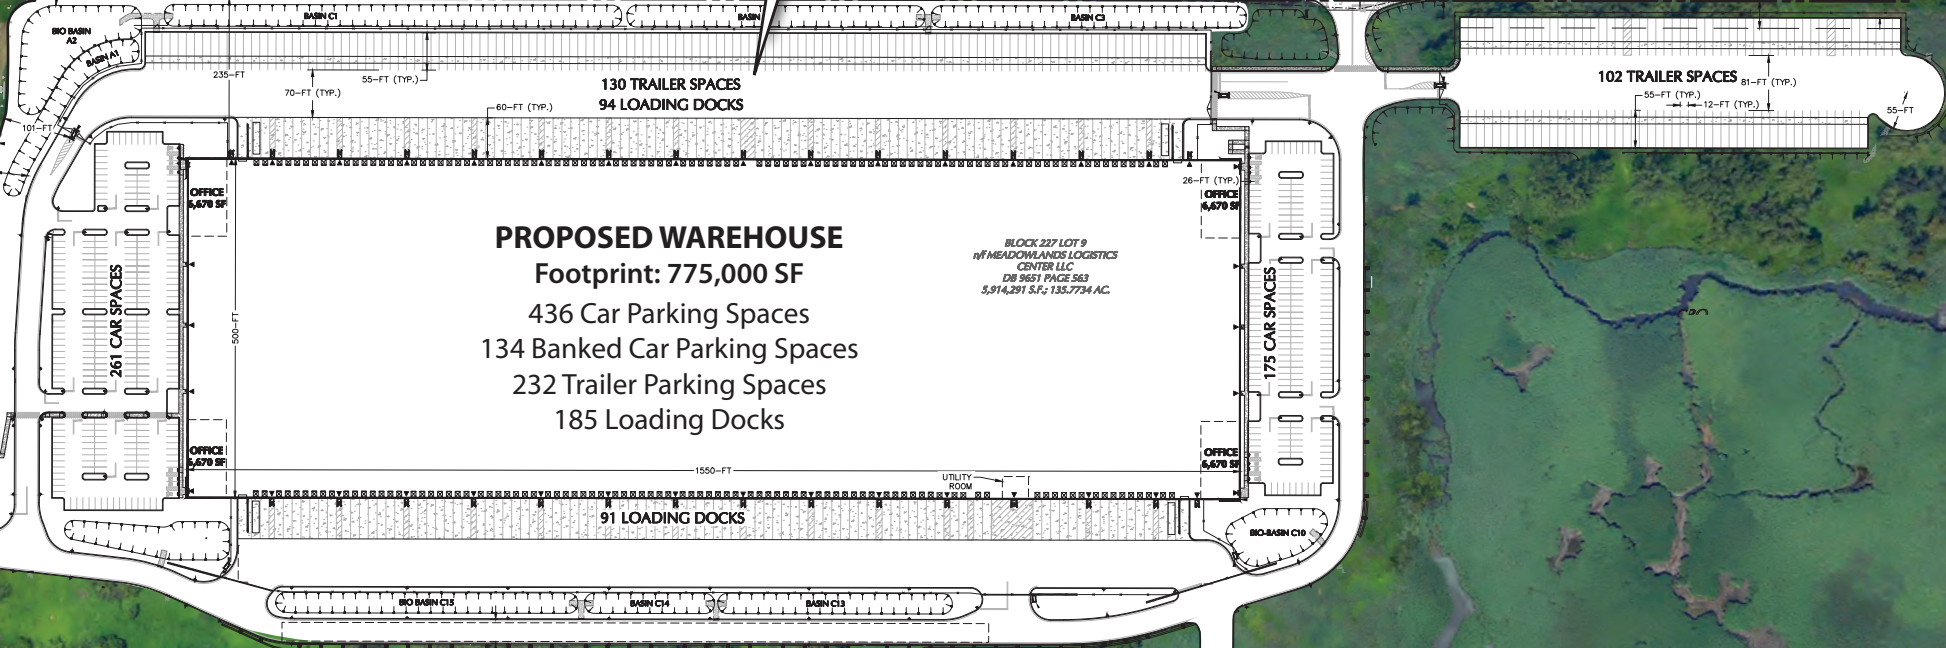 BASIN C1
BASIN
BASIN C3
BIO BASIN
A2
BASIN A1
235-FT
55-FT (TYP.)
70-FT (TYP.)
130 TRAILER SPACES
94 LOADING DOCKS
60-FT (TYP.)
101-FT
102 TRAILER SPACES
81-FT (TYP.)
55-FT (TYP.)
12-FT (TYP.)
55-FT
26-FT (TYP.)
OFFICE
6,670 SF
OFFICE
6,670 SF
PROPOSED WAREHOUSE
Footprint: 775,000 SF
436 Car Parking Spaces
134 Banked Car Parking Spaces
232 Trailer Parking Spaces
185 Loading Docks
BLOCK 227 LOT 9
n/f MEADOWLANDS LOGISTICS
CENTER LLC
DB 9651 PAGE 563
5,914,291 S.F.; 135.7734 AC.
261 CAR SPACES
500-FT
175 CAR SPACES
OFFICE
6,670 SF
OFFICE
6,670 SF
1550-FT
UTILITY
ROOM
91 LOADING DOCKS
BIO-BASIN C10
BIO BASIN C15
BASIN C14
BASIN C13